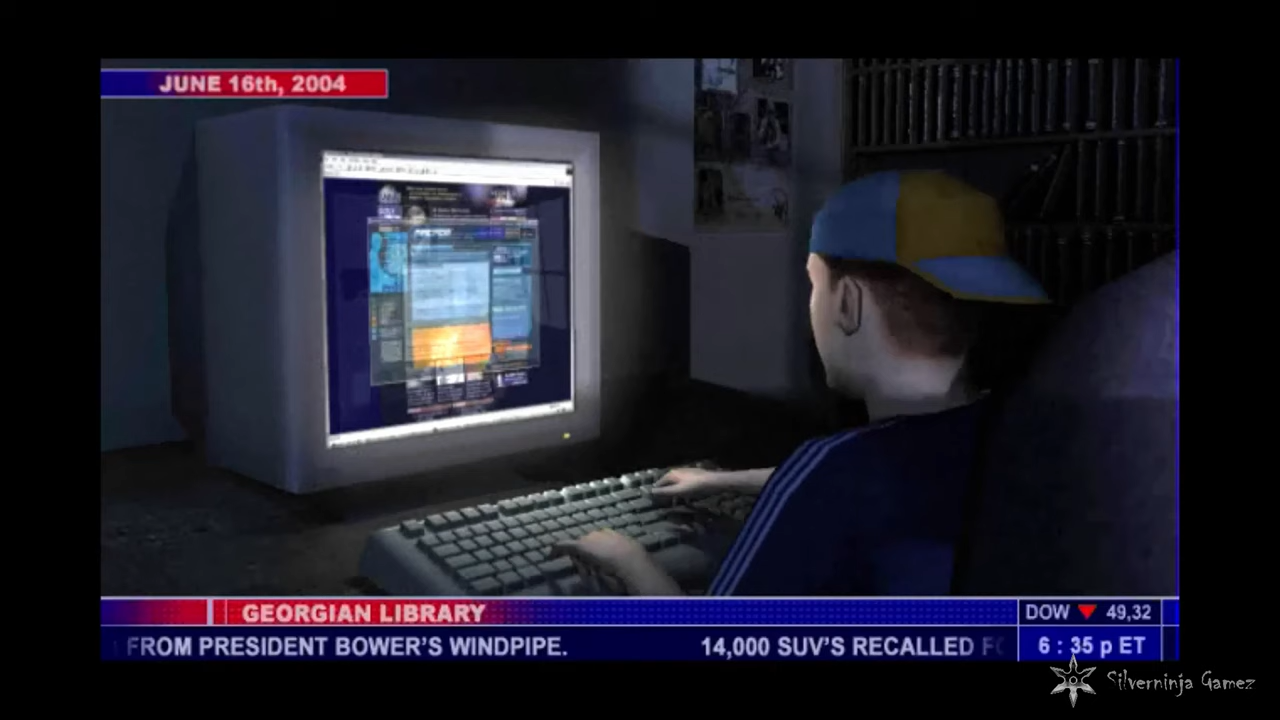 JUNE 16th, 2004
GEORGIAN LIBRARY
DOW ▼ 49,32
FROM PRESIDENT BOWER'S WINDPIPE. 14,000 SUV'S RECALLED
6 : 35 p ET
Silverninja Gamez